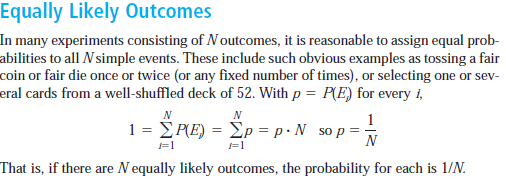 Equally Likely Outcomes
In many experiments consisting of N outcomes, it is reasonable to assign equal prob-
abilities to all N simple events. These include such obvious examples as tossing a fair
coin or fair die once or twice (or any fixed number of times), or selecting one or sev-
eral cards from a well-shuffled deck of 52. With p = P(Eᵢ) for every i,
1 = ∑ᵢ₌₁ᴺ P(Eᵢ) = ∑ᵢ₌₁ᴺ p = p · N so p = 1/N
That is, if there are N equally likely outcomes, the probability for each is 1/N.